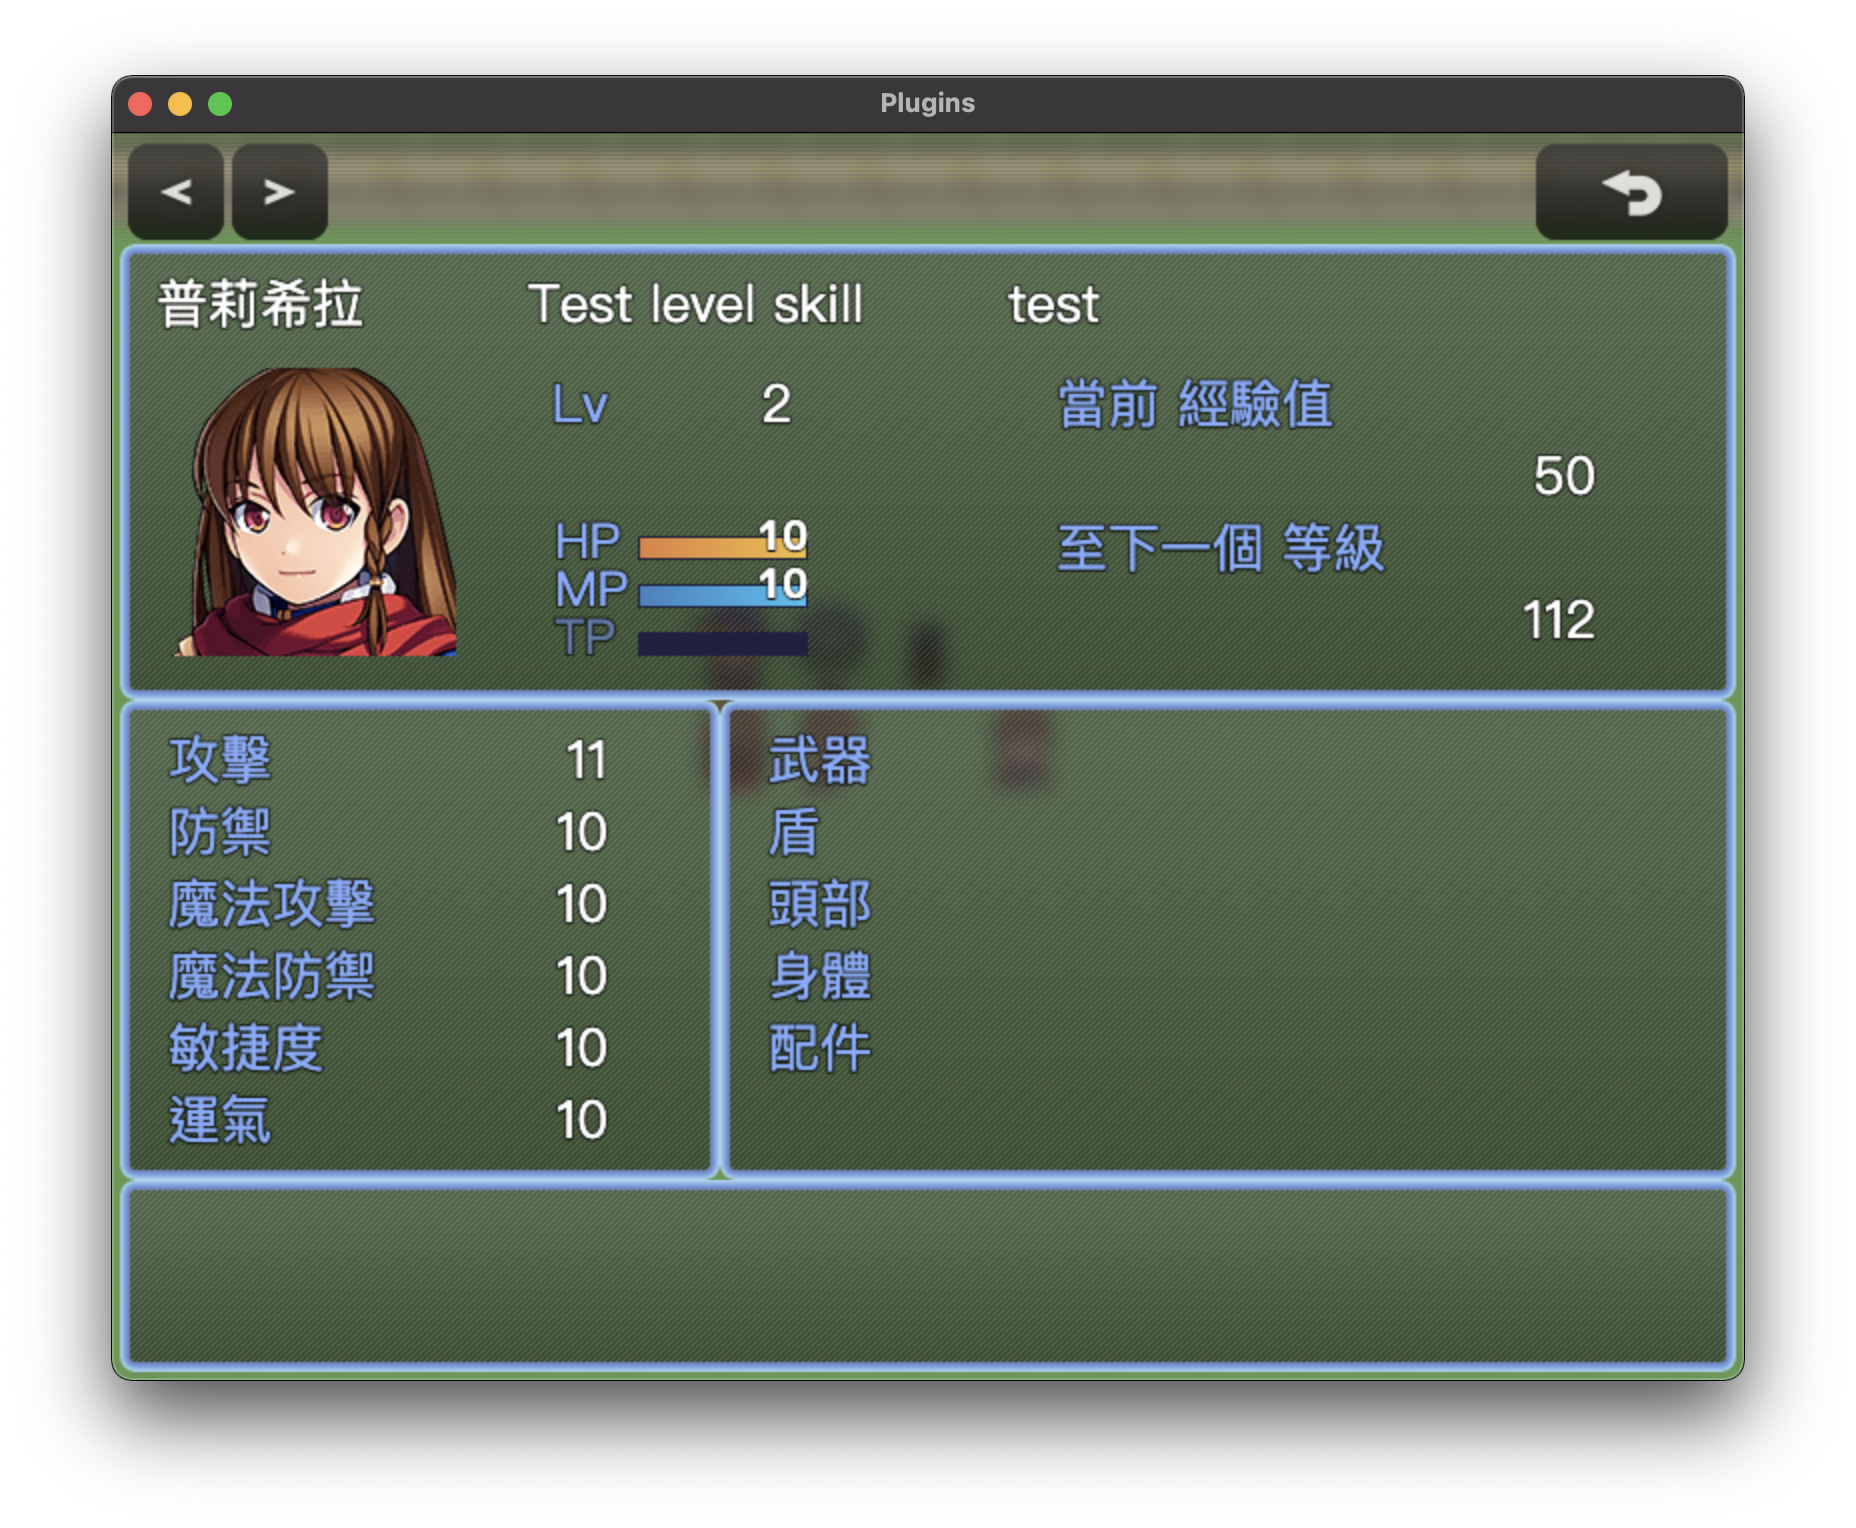 Plugins
< >
普莉希拉 Test level skill test
Lv 2 當前 經驗值
50
HP 10
至下一個 等級
MP 10
112
TP
攻擊 11 武器
防禦 10 盾
魔法攻擊 10 頭部
魔法防禦 10 身體
敏捷度 10 配件
運氣 10